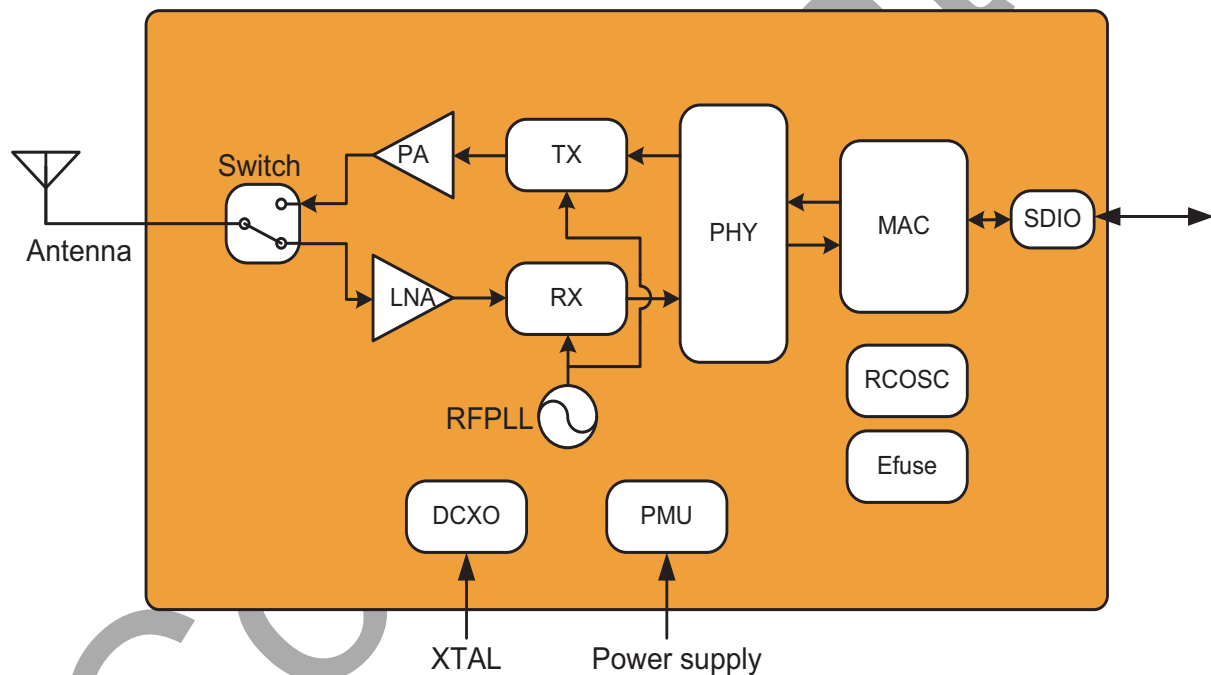 Switch
PA
TX
PHY
MAC
SDIO
Antenna
LNA
RX
RCOSC
RFPLL
Efuse
DCXO
PMU
XTAL
Power supply